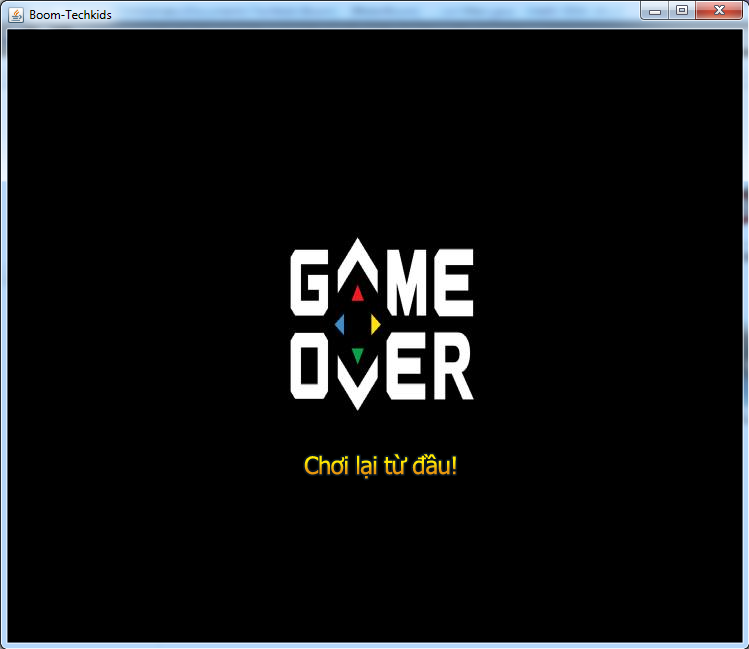 Boom-Techkids
GAME
OVER
Chơi lại từ đầu!